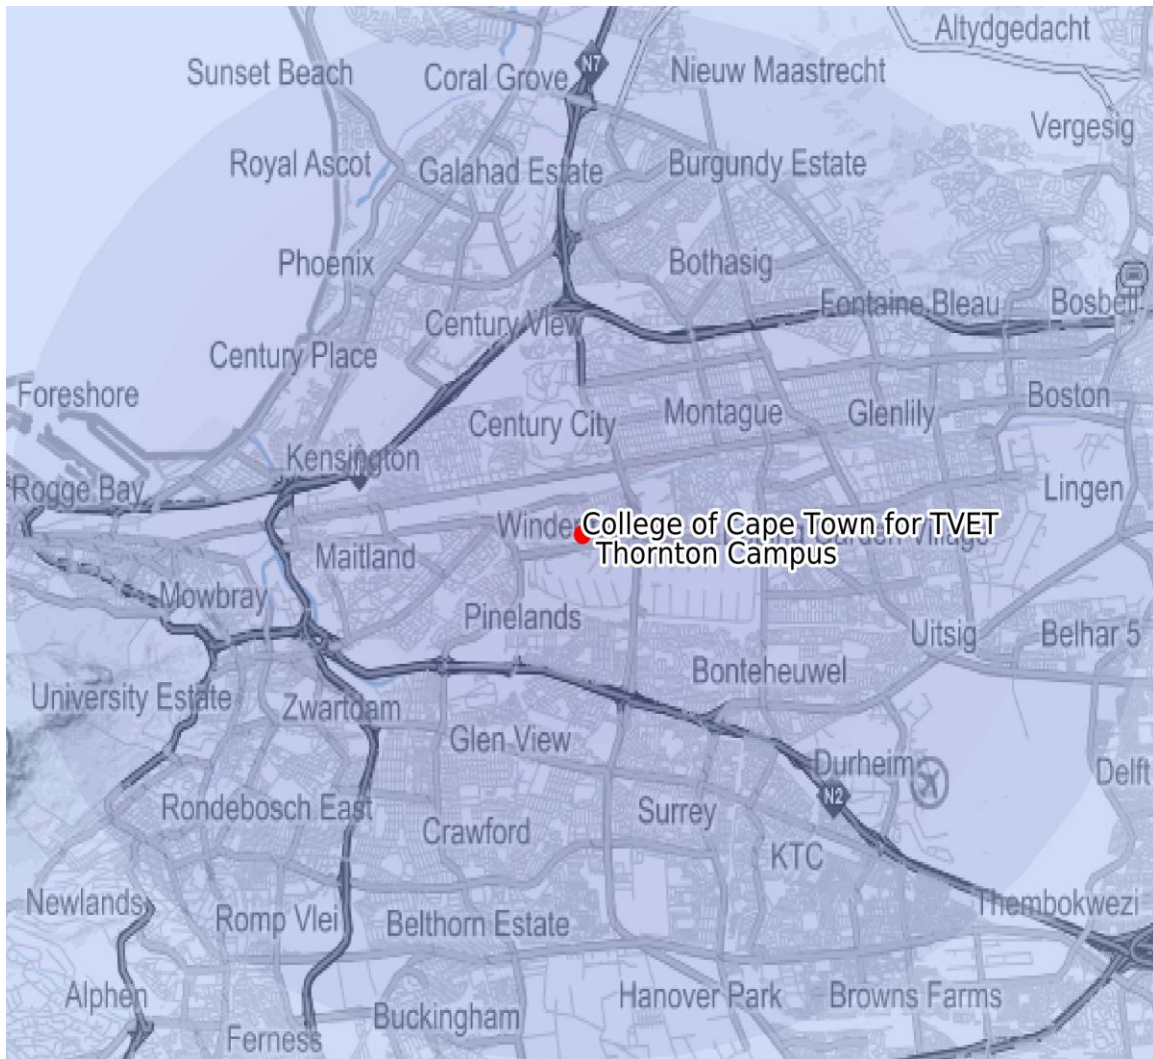 Altydgedacht
N7
Sunset Beach
Coral Grove
Nieuw Maastrecht
Vergesig
Royal Ascot
Galahad Estate
Burgundy Estate
Phoenix
Bothasig
Fontaine Bleau
Bosbell
Century View
Century Place
Foreshore
Century City
Montague
Glenlily
Boston
Kensington
Rogge Bay
Lingen
College of Cape Town for TVET
Thornton Campus
Village
Maitland
Mowbray
Pinelands
Uitsig
Belhar 5
University Estate
Bonteheuwel
Zwartdam
Glen View
Durheim
Delft
N2
Rondebosch East
Crawford
Surrey
KTC
Newlands
Romp Vlei
Belthorn Estate
Thembokwezi
Alphen
Hanover Park
Browns Farms
Buckingham
Ferness